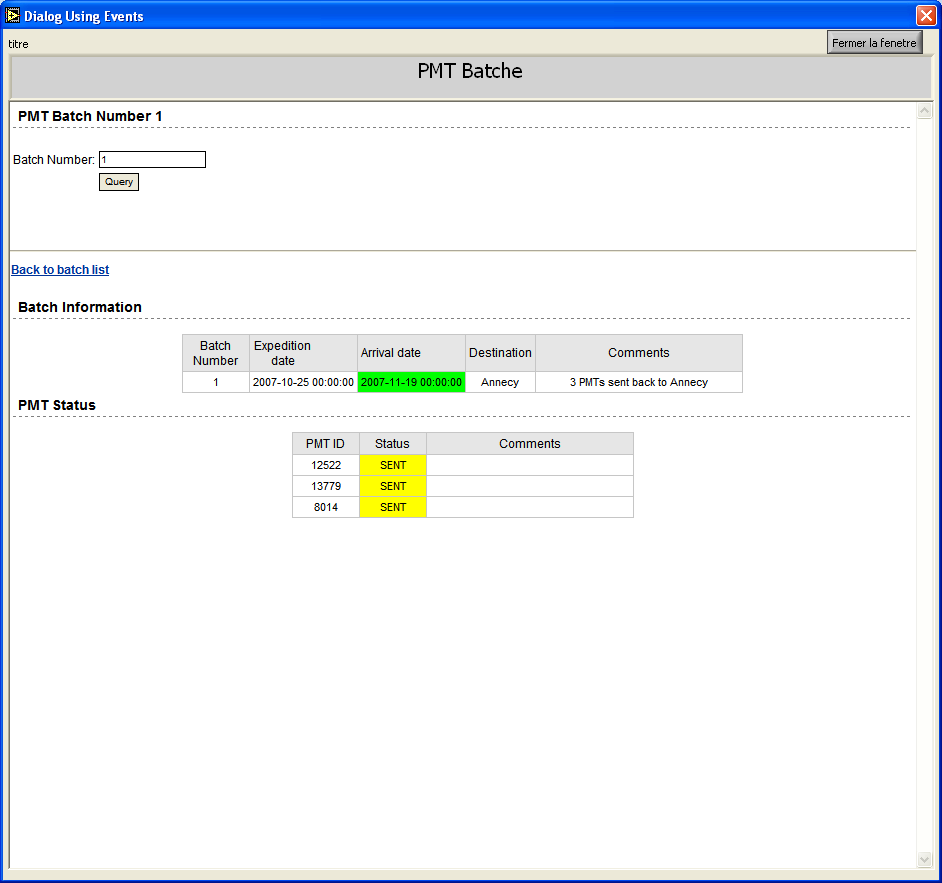 Dialog Using Events
titre
Fermer la fenetre
PMT Batche
PMT Batch Number 1
Batch Number: 1
Query
Back to batch list
Batch Information
Batch Number Expedition date Arrival date Destination Comments
1 2007-10-25 00:00:00 2007-11-19 00:00:00 Annecy 3 PMTs sent back to Annecy
PMT Status
PMT ID Status Comments
12522 SENT
13779 SENT
8014 SENT